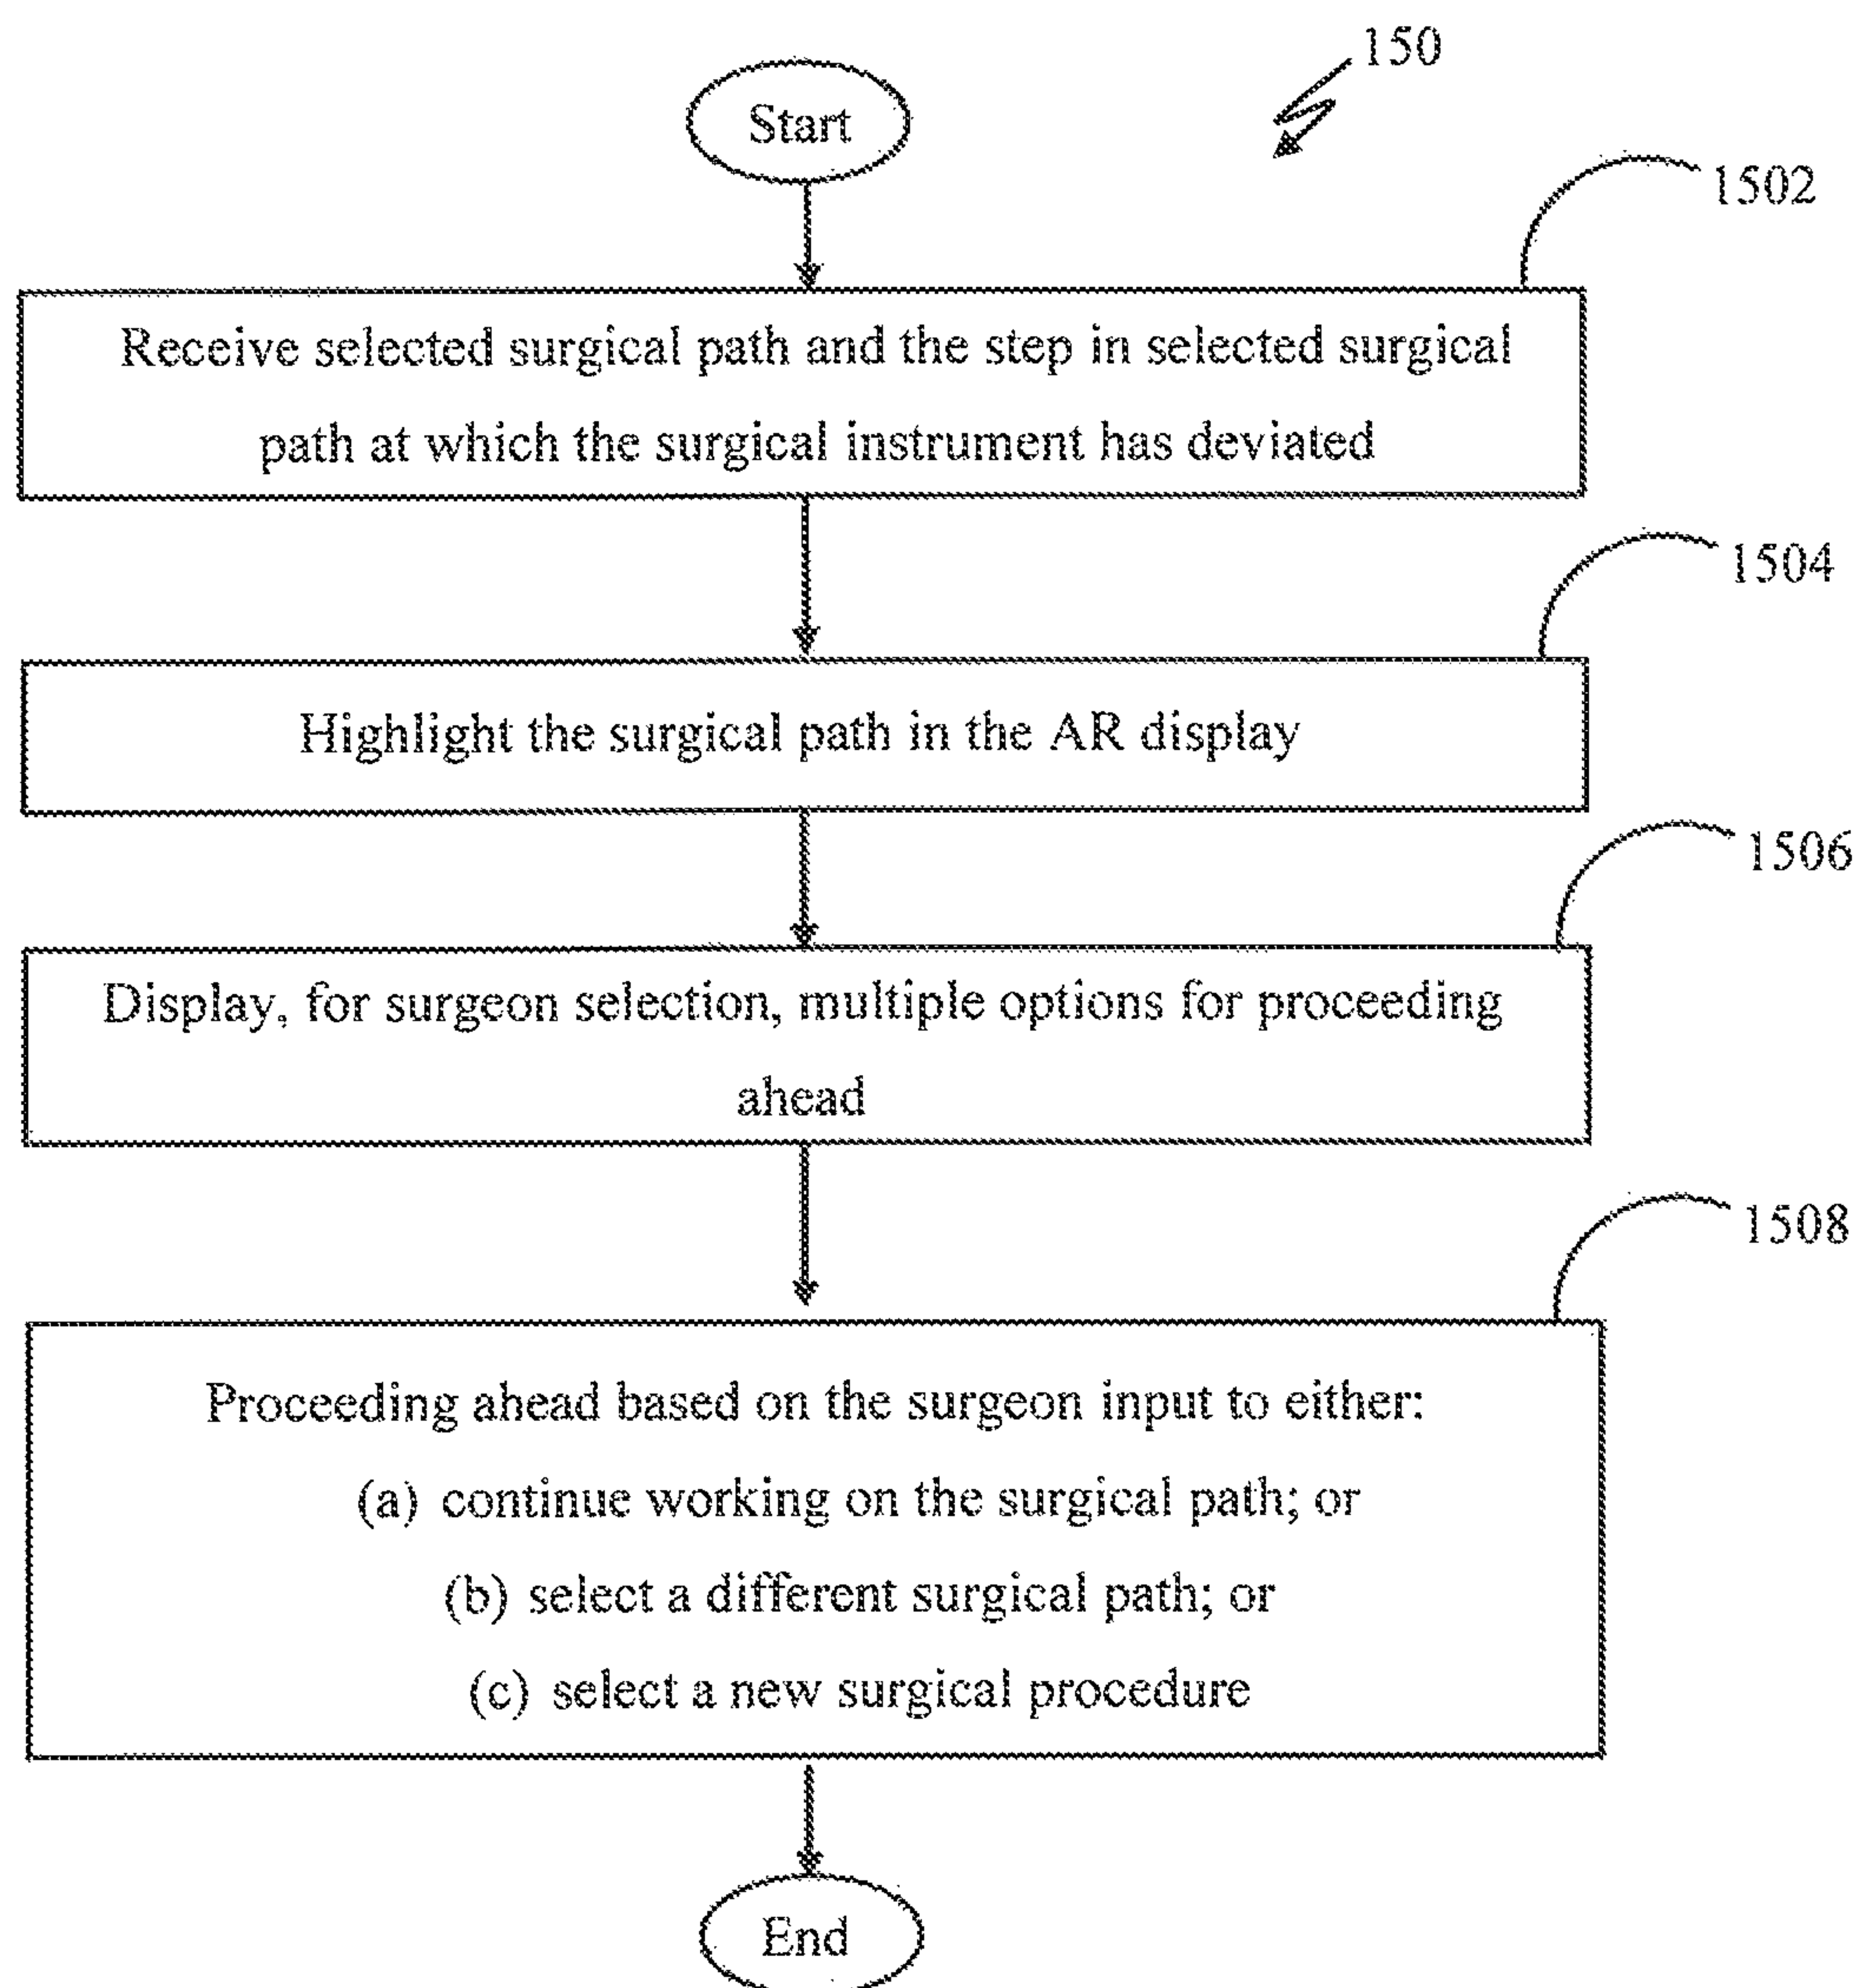 150
Start
1502
Receive selected surgical path and the step in selected surgical
path at which the surgical instrument has deviated
1504
Highlight the surgical path in the AR display
1506
Display, for surgeon selection, multiple options for proceeding
ahead
1508
Proceeding ahead based on the surgeon input to either:
(a) continue working on the surgical path; or
(b) select a different surgical path; or
(c) select a new surgical procedure
End